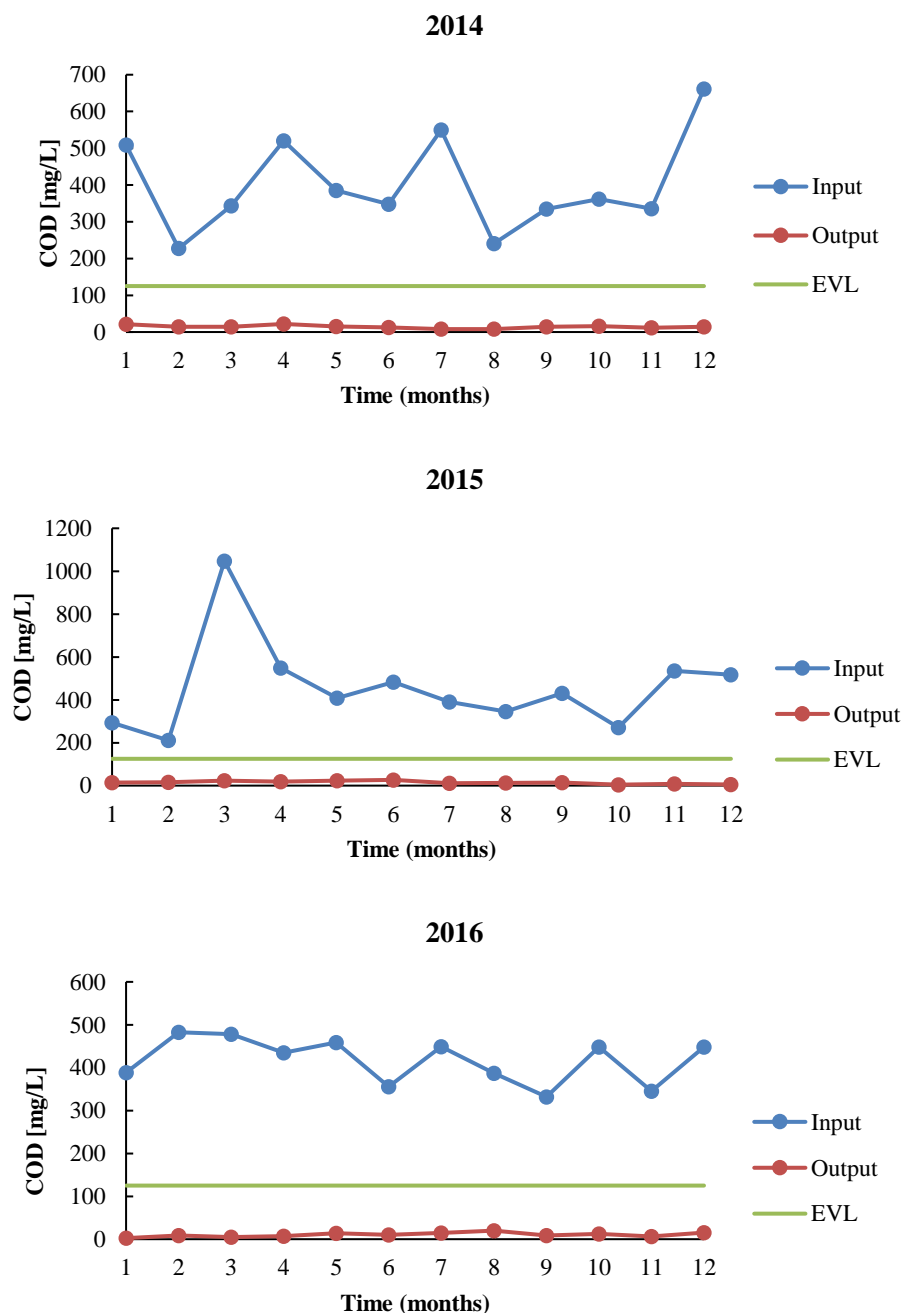 2014
700
600
500
400
300
200
100
0
COD [mg/L]
1 2 3 4 5 6 7 8 9 10 11 12
Time (months)
Input
Output
EVL
2015
1200
1000
800
600
400
200
0
COD [mg/L]
1 2 3 4 5 6 7 8 9 10 11 12
Time (months)
Input
Output
EVL
2016
600
500
400
300
200
100
0
COD [mg/L]
1 2 3 4 5 6 7 8 9 10 11 12
Time (months)
Input
Output
EVL